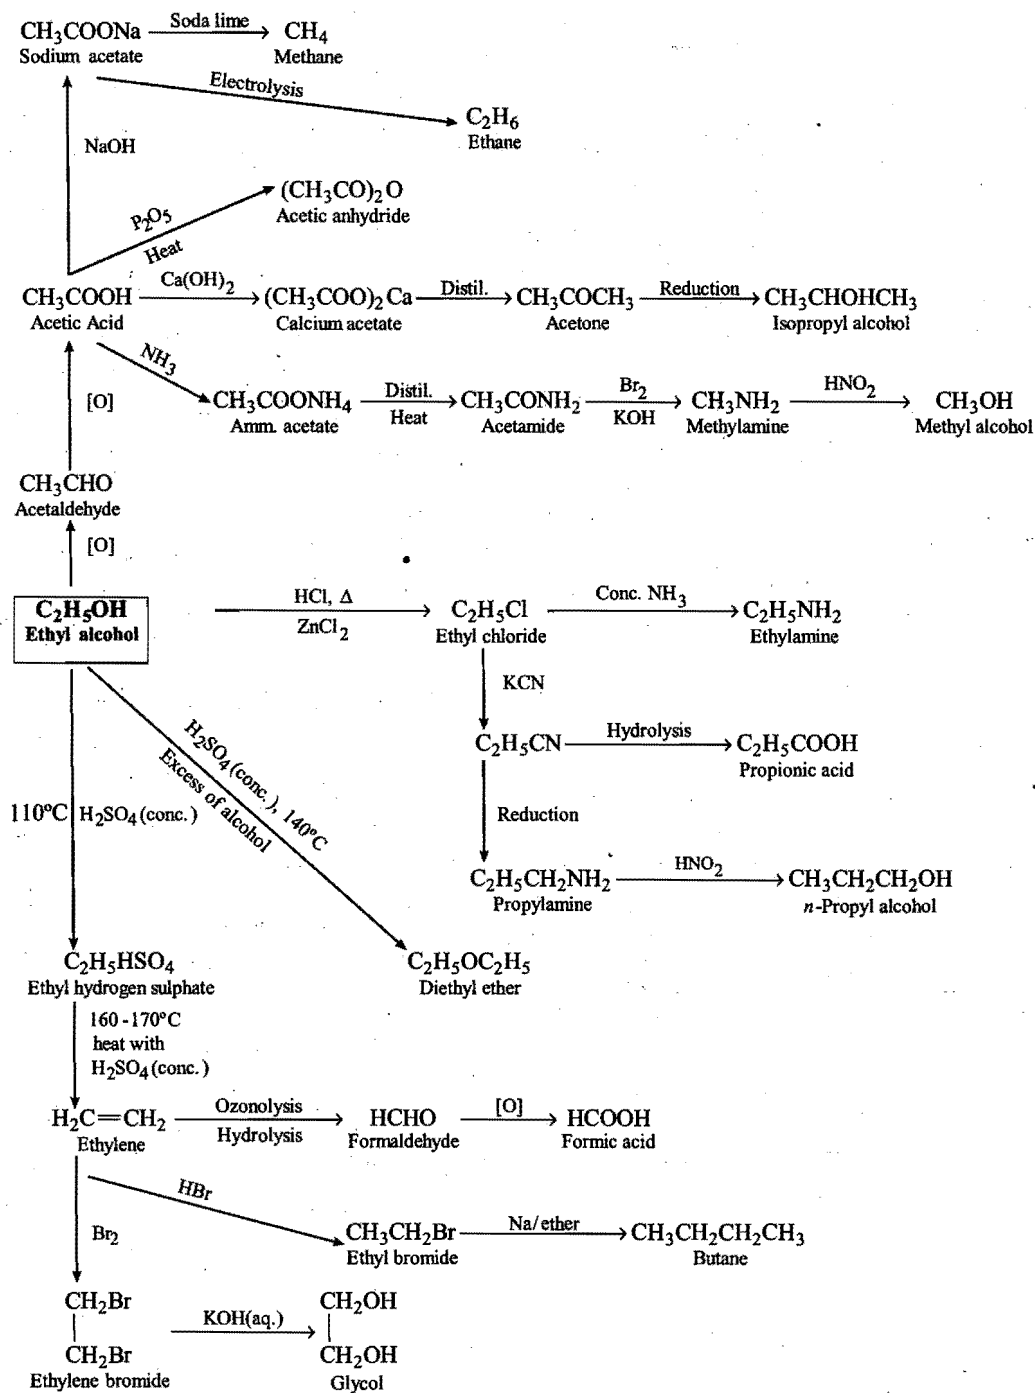 CH₃COONa Soda lime CH₄
Sodium acetate Methane
Electrolysis
C₂H₆
Ethane
NaOH
(CH₃CO)₂O
Acetic anhydride
P₂O₅
Heat
CH₃COOH Ca(OH)₂ (CH₃COO)₂Ca Distil. CH₃COCH₃ Reduction CH₃CHOHCH₃
Acetic Acid Calcium acetate Acetone Isopropyl alcohol
NH₃
[O]
CH₃COONH₄ Distil. Heat CH₃CONH₂ Br₂ KOH CH₃NH₂ HNO₂ CH₃OH
Amm. acetate Acetamide Methylamine Methyl alcohol
CH₃CHO
Acetaldehyde
[O]
C₂H₅OH HCl, Δ ZnCl₂ C₂H₅Cl Conc. NH₃ C₂H₅NH₂
Ethyl alcohol Ethyl chloride Ethylamine
KCN
C₂H₅CN Hydrolysis C₂H₅COOH
Propionic acid
H₂SO₄(conc.), 140°C
Excess of alcohol
110°C H₂SO₄(conc.)
Reduction
C₂H₅CH₂NH₂ HNO₂ CH₃CH₂CH₂OH
Propylamine n-Propyl alcohol
C₂H₅HSO₄ C₂H₅OC₂H₅
Ethyl hydrogen sulphate Diethyl ether
160-170°C
heat with
H₂SO₄(conc.)
H₂C=CH₂ Ozonolysis Hydrolysis HCHO [O] HCOOH
Ethylene Formaldehyde Formic acid
HBr
Br₂
CH₃CH₂Br Na/ether CH₃CH₂CH₂CH₃
Ethyl bromide Butane
CH₂Br KOH(aq.) CH₂OH
CH₂Br CH₂OH
Ethylene bromide Glycol